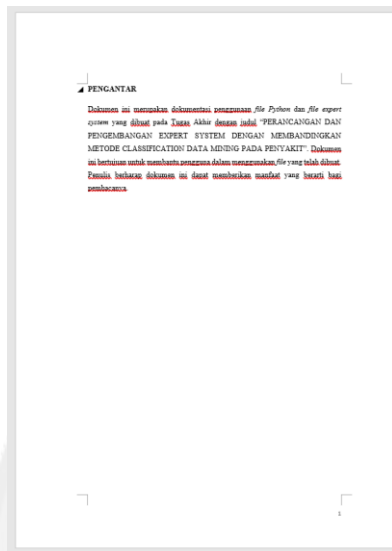 PENGANTAR
Dokumen ini merupakan dokumentasi penggunaan file Python dan file expert
system yang dibuat pada Tugas Akhir dengan judul “PERANCANGAN DAN
PENGEMBANGAN EXPERT SYSTEM DENGAN MEMBANDINGKAN
METODE CLASSIFICATION DATA MINING PADA PENYAKIT”. Dokumen
ini bertujuan untuk membantu pengguna dalam menggunakan file yang telah dibuat.
Penulis berharap dokumen ini dapat memberikan manfaat yang berarti bagi
pembacanya.
1